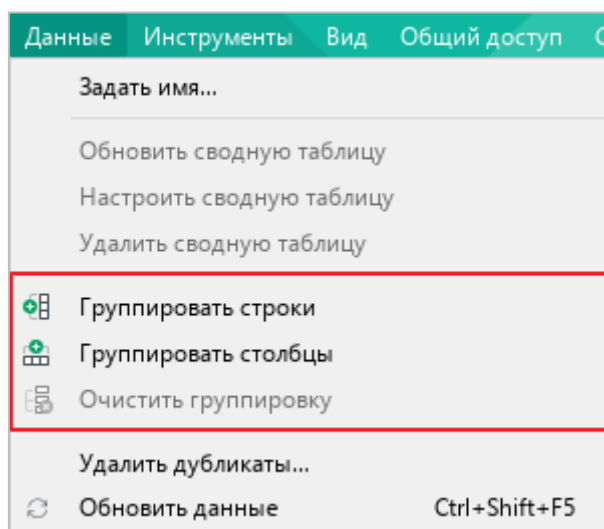 Данные Инструменты Вид Общий доступ
Задать имя...
Обновить сводную таблицу
Настроить сводную таблицу
Удалить сводную таблицу
Группировать строки
Группировать столбцы
Очистить группировку
Удалить дубликаты...
Обновить данные Ctrl+Shift+F5